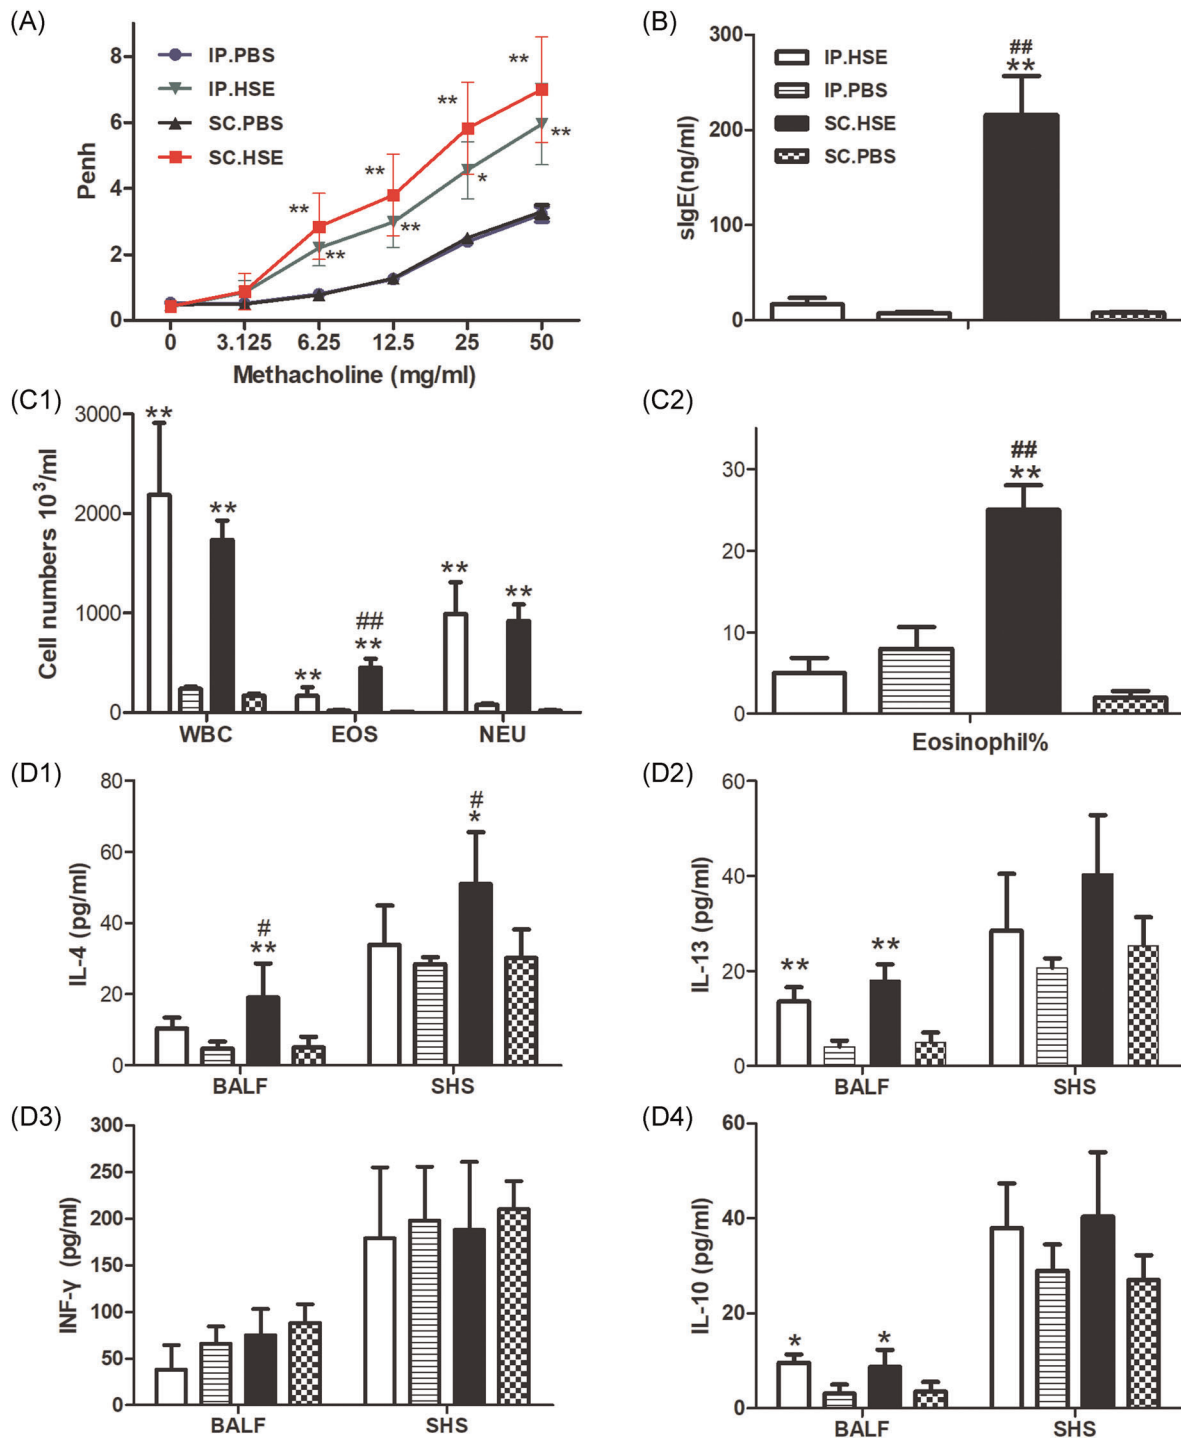 (A)
Penh
8
6
4
2
0
IP.PBS
IP.HSE
SC.PBS
SC.HSE
** ** ** ** ** ** * **
0 3.125 6.25 12.5 25 50
Methacholine (mg/ml)
(B)
sIgE(ng/ml)
300
200
100
0
IP.HSE
IP.PBS
SC.HSE
SC.PBS
##
**
(C1)
Cell numbers 10³/ml
3000
2000
1000
0
**
**
**
##
**
**
**
WBC EOS NEU
(C2)
30
20
10
0
##
**
Eosinophil%
(D1)
IL-4 (pg/ml)
80
60
40
20
0
#
**
#
*
BALF SHS
(D2)
IL-13 (pg/ml)
60
40
20
0
**
**
BALF SHS
(D3)
INF-γ (pg/ml)
300
250
200
150
100
50
0
BALF SHS
(D4)
IL-10 (pg/ml)
60
40
20
0
*
*
BALF SHS